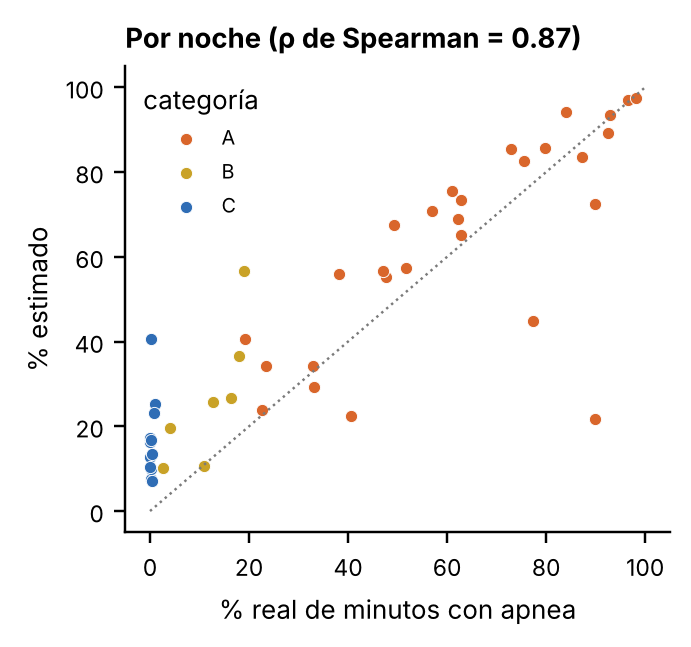 Por noche (ρ de Spearman = 0.87)
categoría
A
B
C
% estimado
100
80
60
40
20
0
0 20 40 60 80 100
% real de minutos con apnea